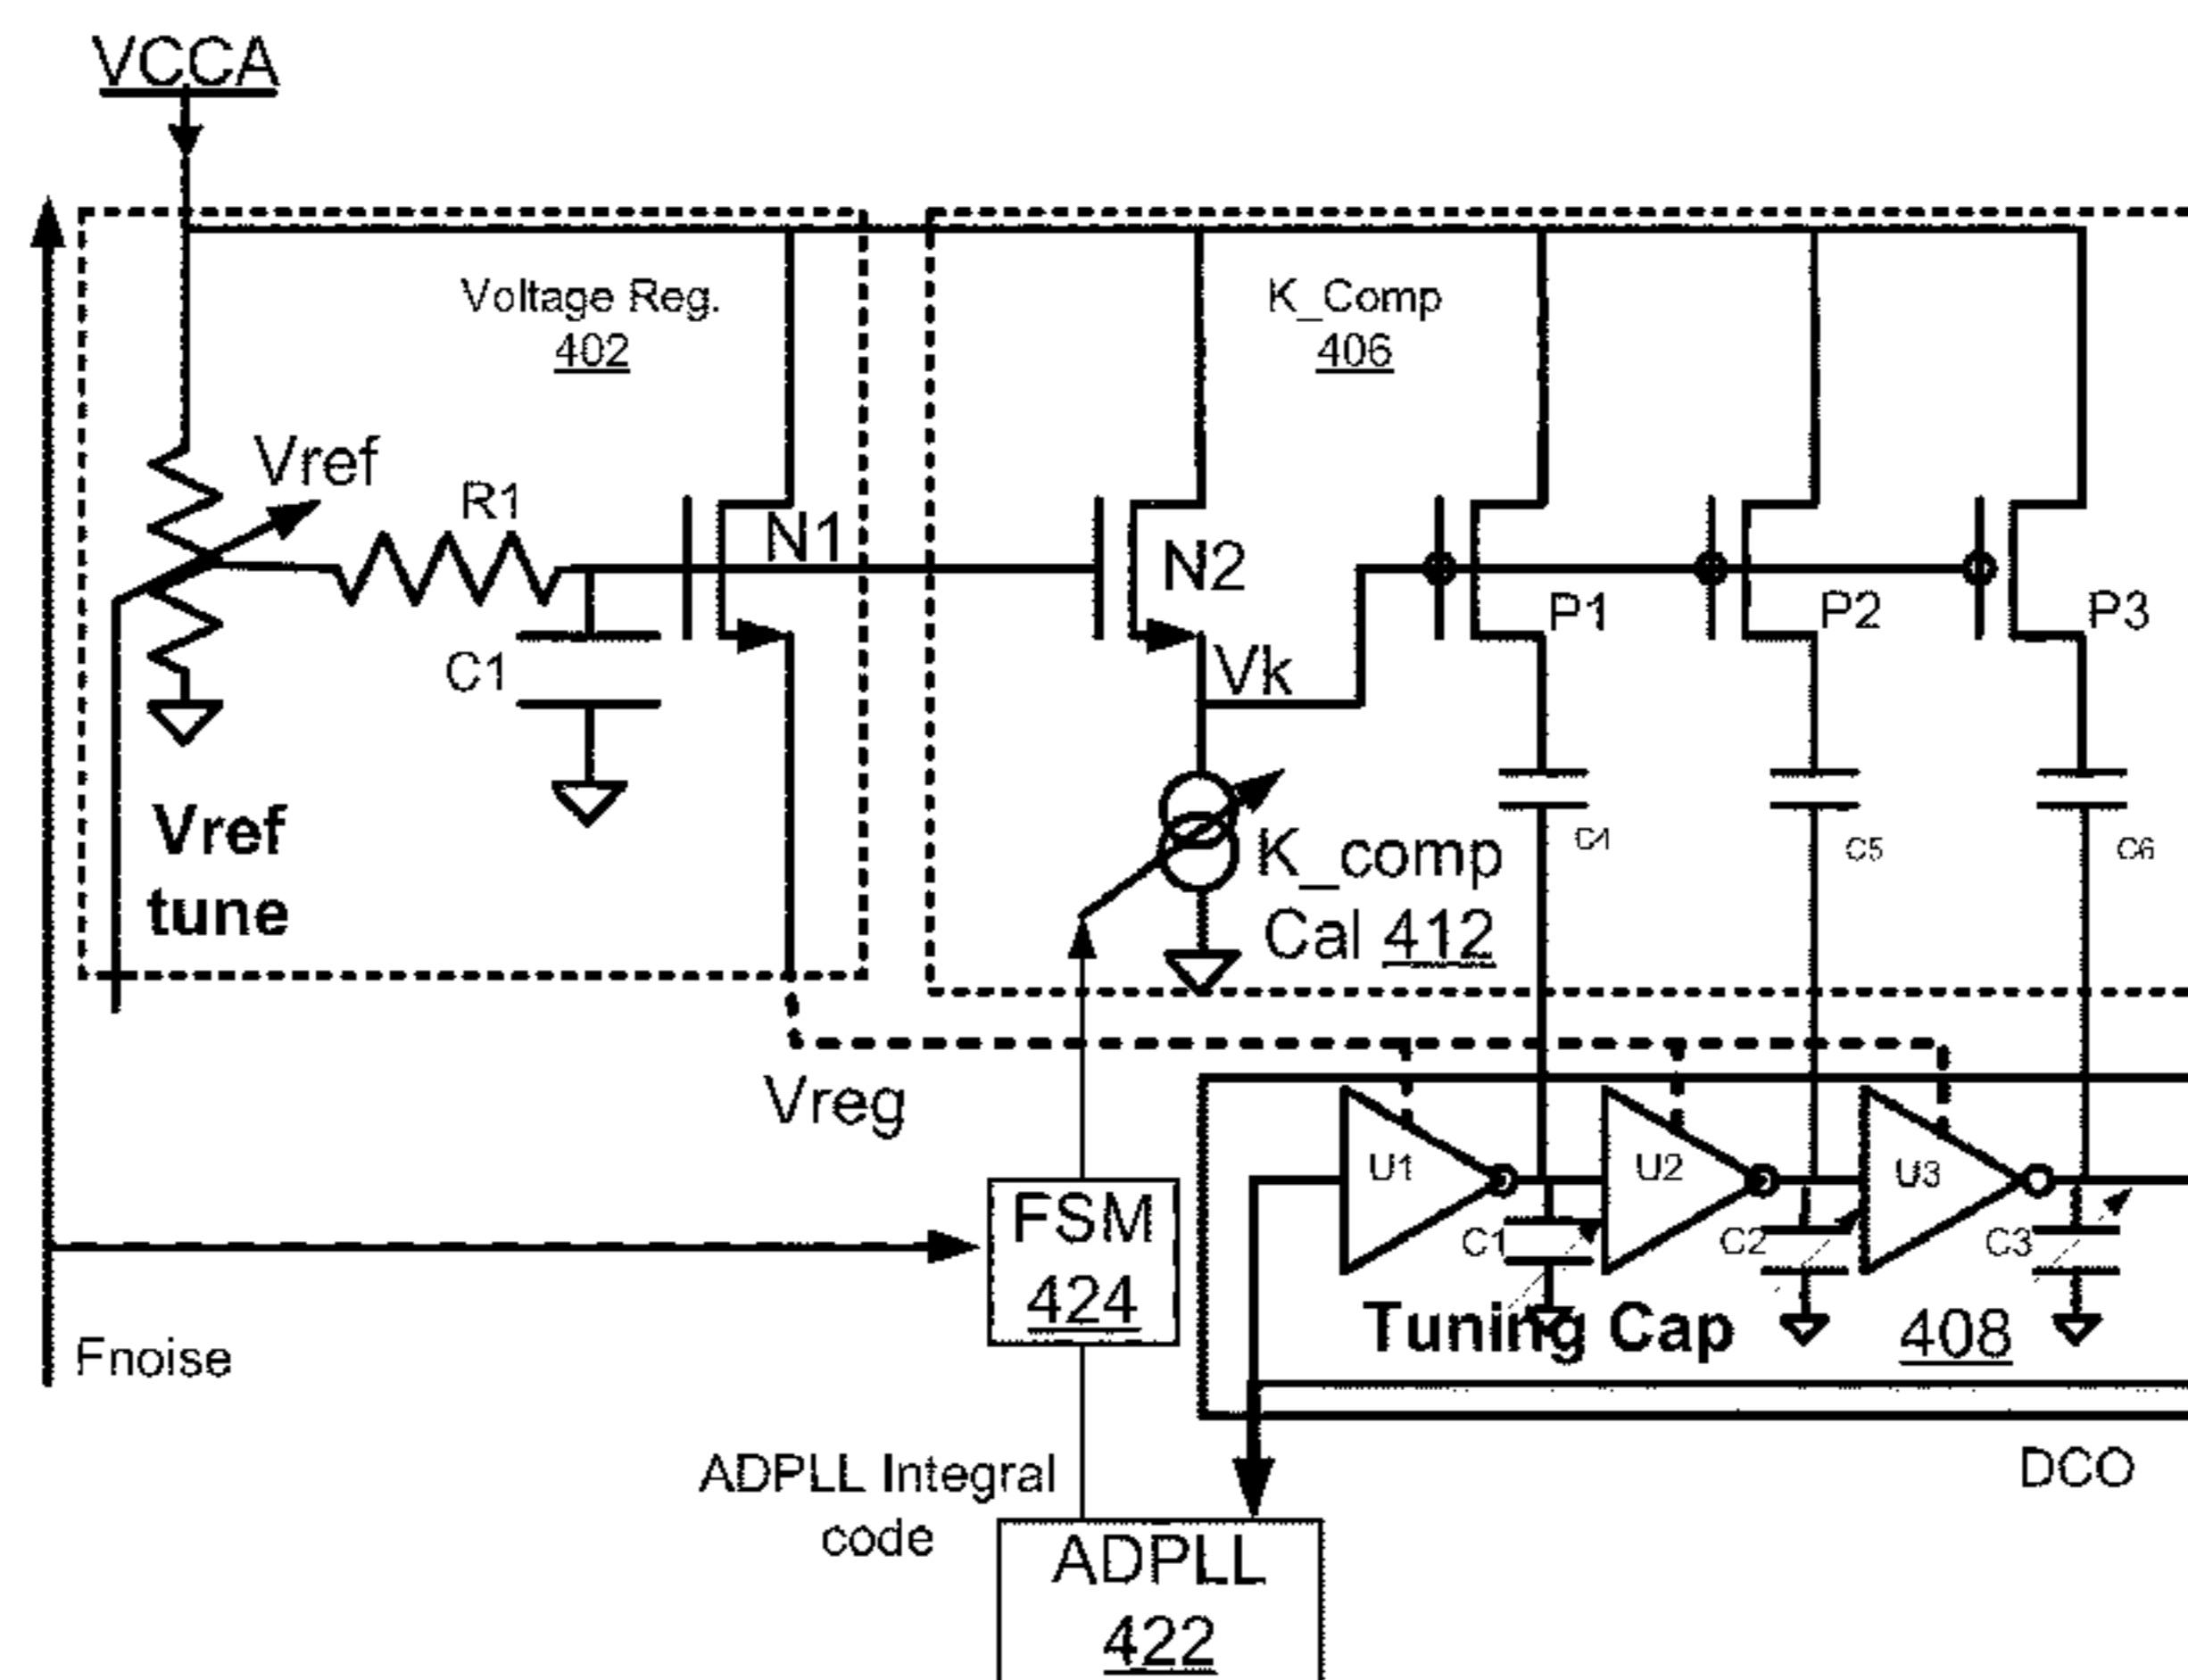 VCCA
Voltage Reg.
402
K_Comp
406
Vref
R1
N1
N2
P1
P2
P3
C1
Vk
Vref
tune
K_comp
Cal 412
C4
C5
C6
Vreg
U1
U2
U3
C1
C2
C3
FSM
424
Tuning Cap
408
Fnoise
ADPLL Integral
code
DCO
ADPLL
422